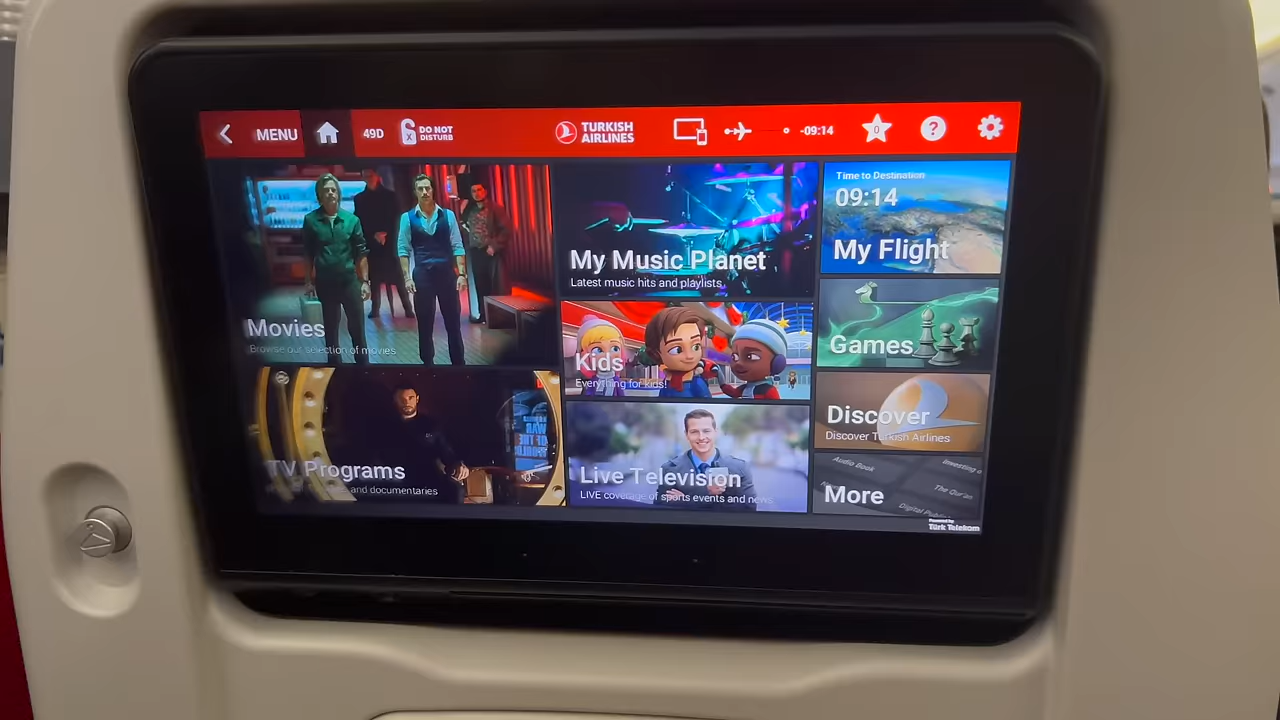 MENU
49D
DO NOT
DISTURB
TURKISH
AIRLINES
-09:14
0
?
Movies
Browse our selection of movies
My Music Planet
Latest music hits and playlists
Time to Destination
09:14
My Flight
Kids
Everything for kids!
Games
TV Programs
and documentaries
Live Television
LIVE coverage of sports events and news
Discover
Discover Turkish Airlines
Audio Book
Investing
The Qur'an
More
Digital
Powered by
Türk Telekom